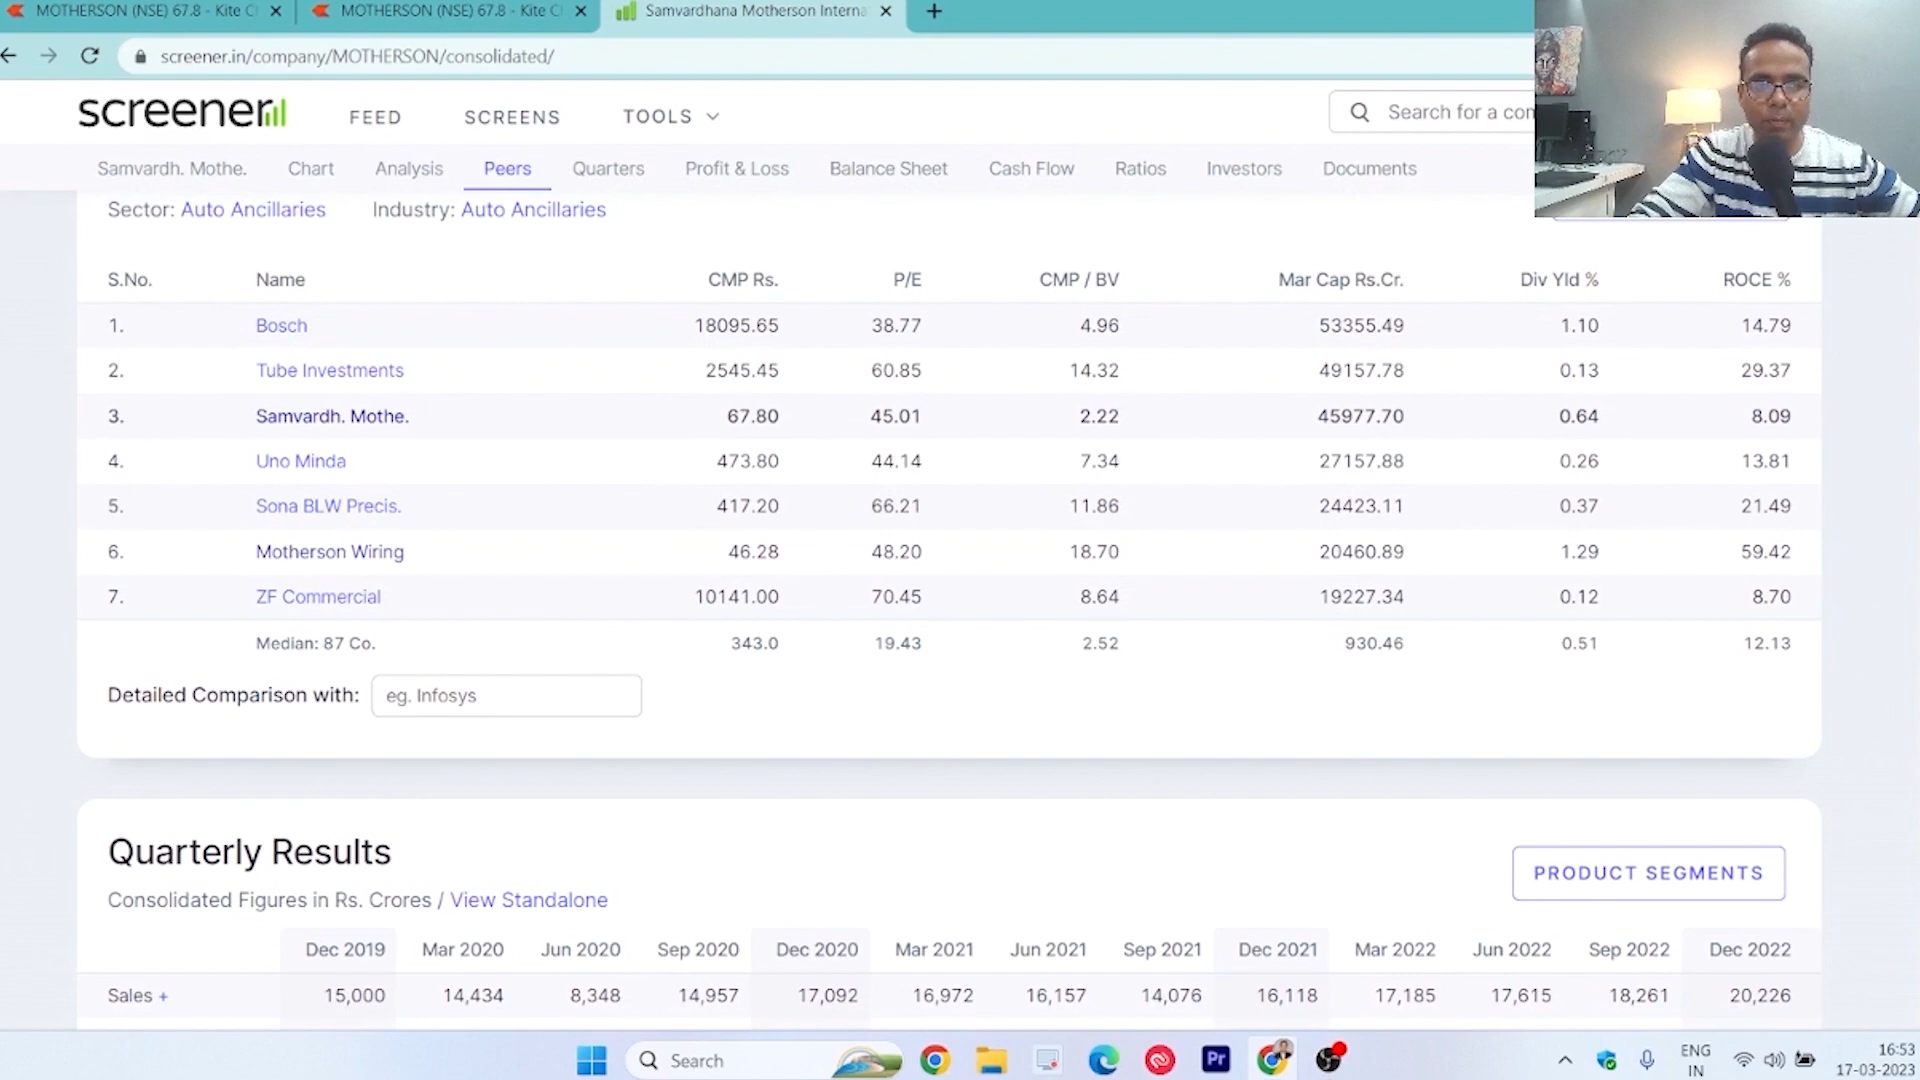 MOTHERSON (NSE) 67.8 - Kite C
MOTHERSON (NSE) 67.8 - Kite C
Samvardhana Motherson Interna
screener.in/company/MOTHERSON/consolidated/
screener
FEED SCREENS TOOLS
Search for a con
Samvardh. Mothe. Chart Analysis Peers Quarters Profit & Loss Balance Sheet Cash Flow Ratios Investors Documents
Sector: Auto Ancillaries Industry: Auto Ancillaries
S.No. Name CMP Rs. P/E CMP / BV Mar Cap Rs.Cr. Div Yld % ROCE %
1. Bosch 18095.65 38.77 4.96 53355.49 1.10 14.79
2. Tube Investments 2545.45 60.85 14.32 49157.78 0.13 29.37
3. Samvardh. Mothe. 67.80 45.01 2.22 45977.70 0.64 8.09
4. Uno Minda 473.80 44.14 7.34 27157.88 0.26 13.81
5. Sona BLW Precis. 417.20 66.21 11.86 24423.11 0.37 21.49
6. Motherson Wiring 46.28 48.20 18.70 20460.89 1.29 59.42
7. ZF Commercial 10141.00 70.45 8.64 19227.34 0.12 8.70
Median: 87 Co. 343.0 19.43 2.52 930.46 0.51 12.13
Detailed Comparison with: eg. Infosys
Quarterly Results
PRODUCT SEGMENTS
Consolidated Figures in Rs. Crores / View Standalone
Dec 2019 Mar 2020 Jun 2020 Sep 2020 Dec 2020 Mar 2021 Jun 2021 Sep 2021 Dec 2021 Mar 2022 Jun 2022 Sep 2022 Dec 2022
Sales + 15,000 14,434 8,348 14,957 17,092 16,972 16,157 14,076 16,118 17,185 17,615 18,261 20,226
Search
Pr
ENG
IN
16:53
17-03-2023